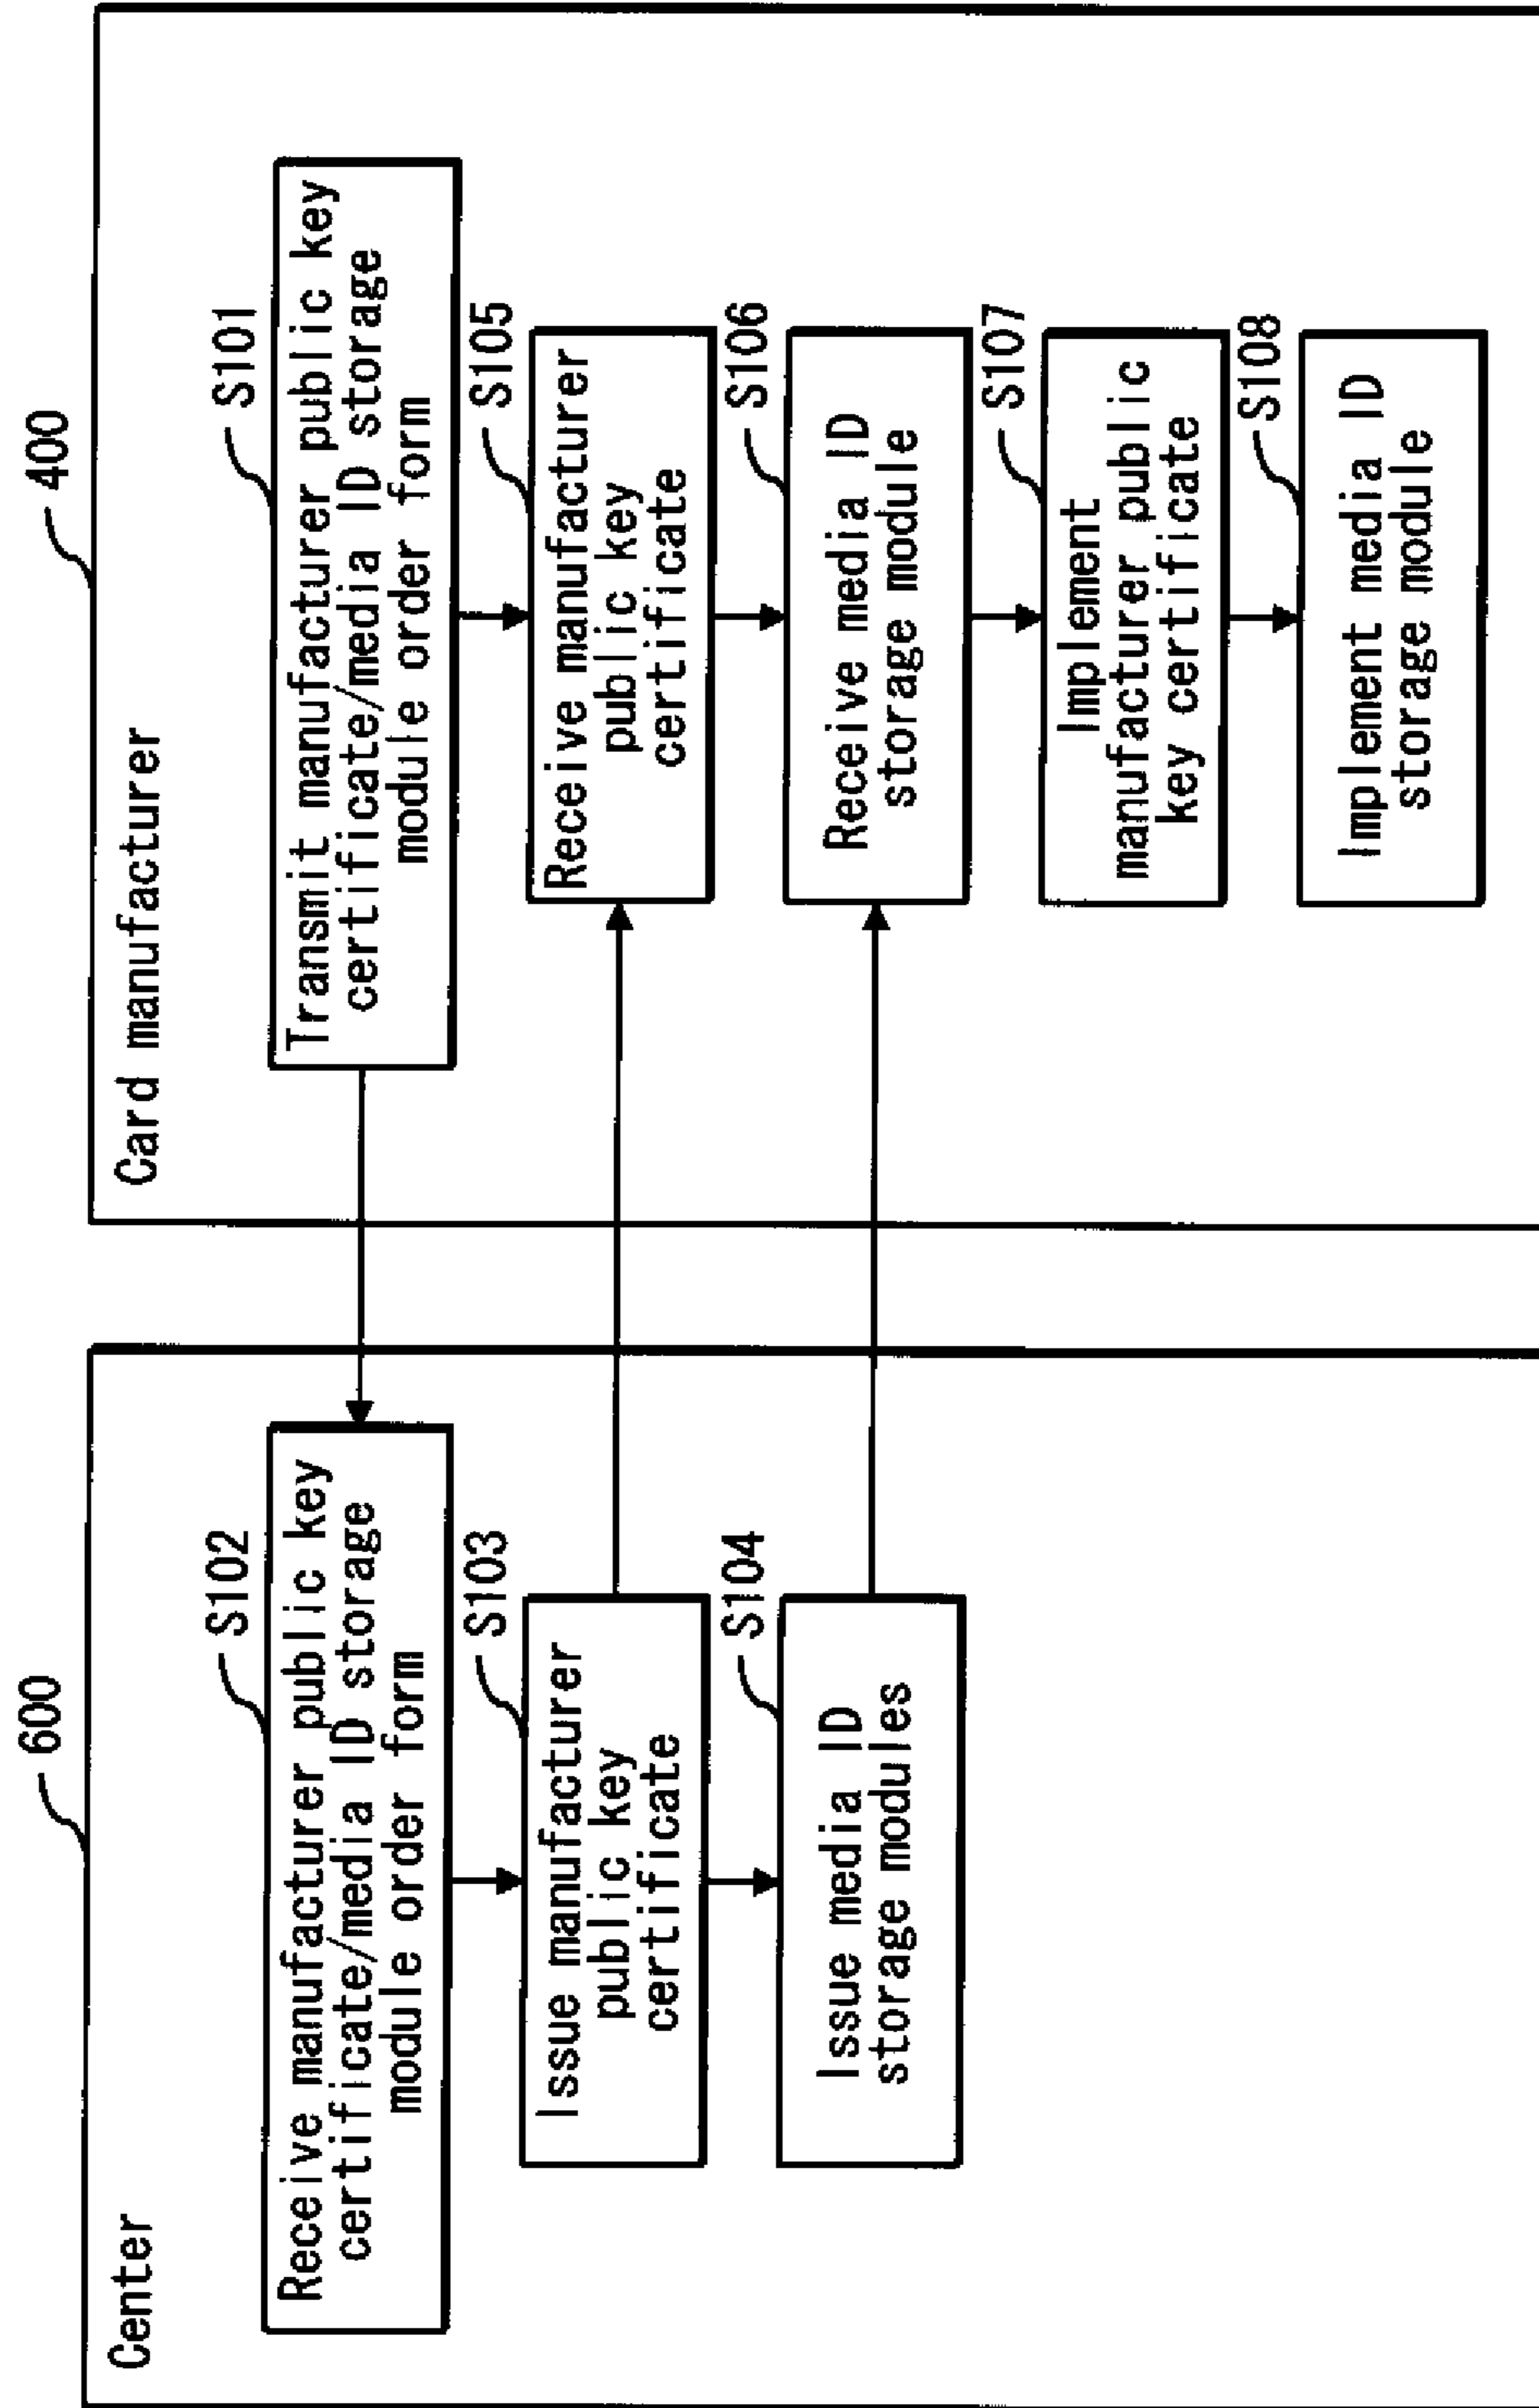 600
Center
S102
Receive manufacturer public key
certificate/media ID storage
module order form
S103
Issue manufacturer
public key
certificate
S104
Issue media ID
storage modules
400
Card manufacturer
S101
Transmit manufacturer public key
certificate/media ID storage
module order form
S105
Receive manufacturer
public key
certificate
S106
Receive media ID
storage module
S107
Implement
manufacturer public
key certificate
S108
Implement media ID
storage module